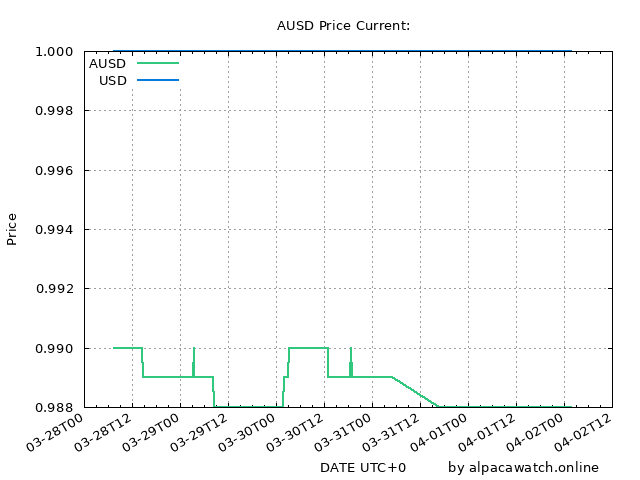 AUSD Price Current:
1.000
AUSD
USD
0.998
0.996
0.994
0.992
0.990
0.988
Price
03-28T00
03-28T12
03-29T00
03-29T12
03-30T00
03-30T12
03-31T00
03-31T12
04-01T00
04-01T12
04-02T00
04-02T12
DATE UTC+0
by alpacawatch.online